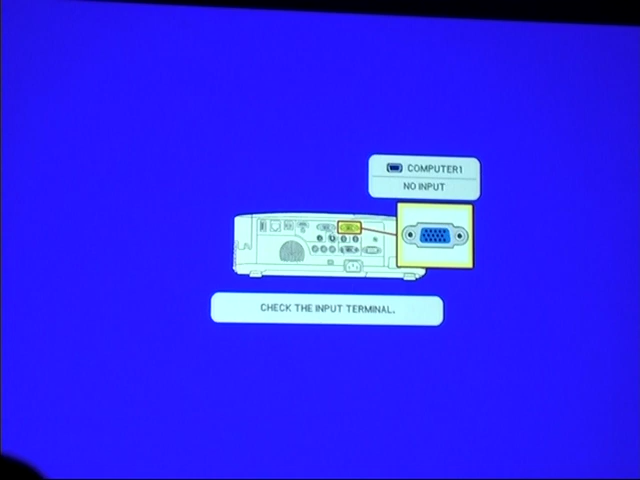 COMPUTER1
NO INPUT
CHECK THE INPUT TERMINAL.